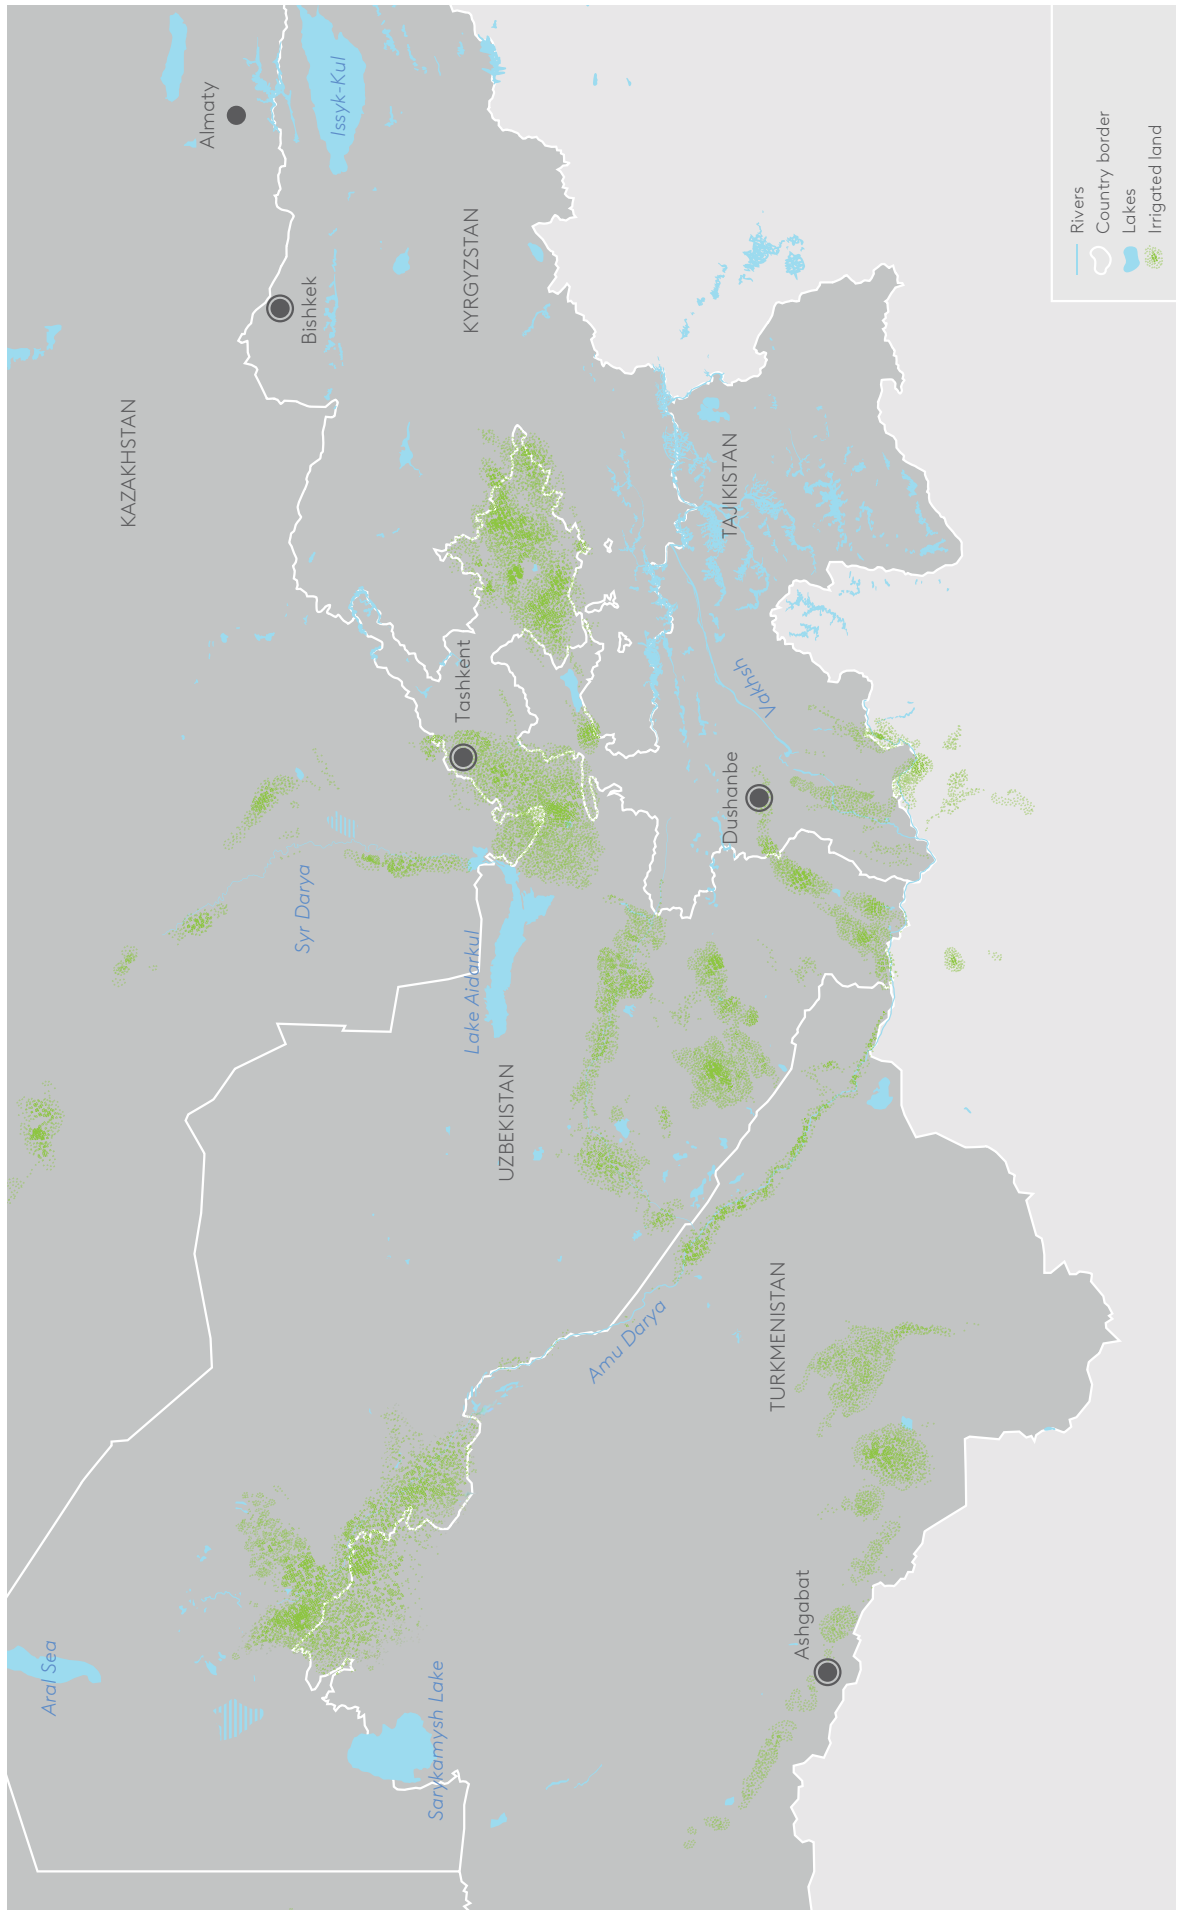 Aral Sea
Sarykamysh Lake
KAZAKHSTAN
Syr Darya
Almaty
Issyk-Kul
Bishkek
KYRGYZSTAN
Tashkent
Lake Aidarkul
UZBEKISTAN
Amu Darya
TURKMENISTAN
Ashgabat
Dushanbe
Vakhsh
TAJIKISTAN
Rivers
Country border
Lakes
Irrigated land